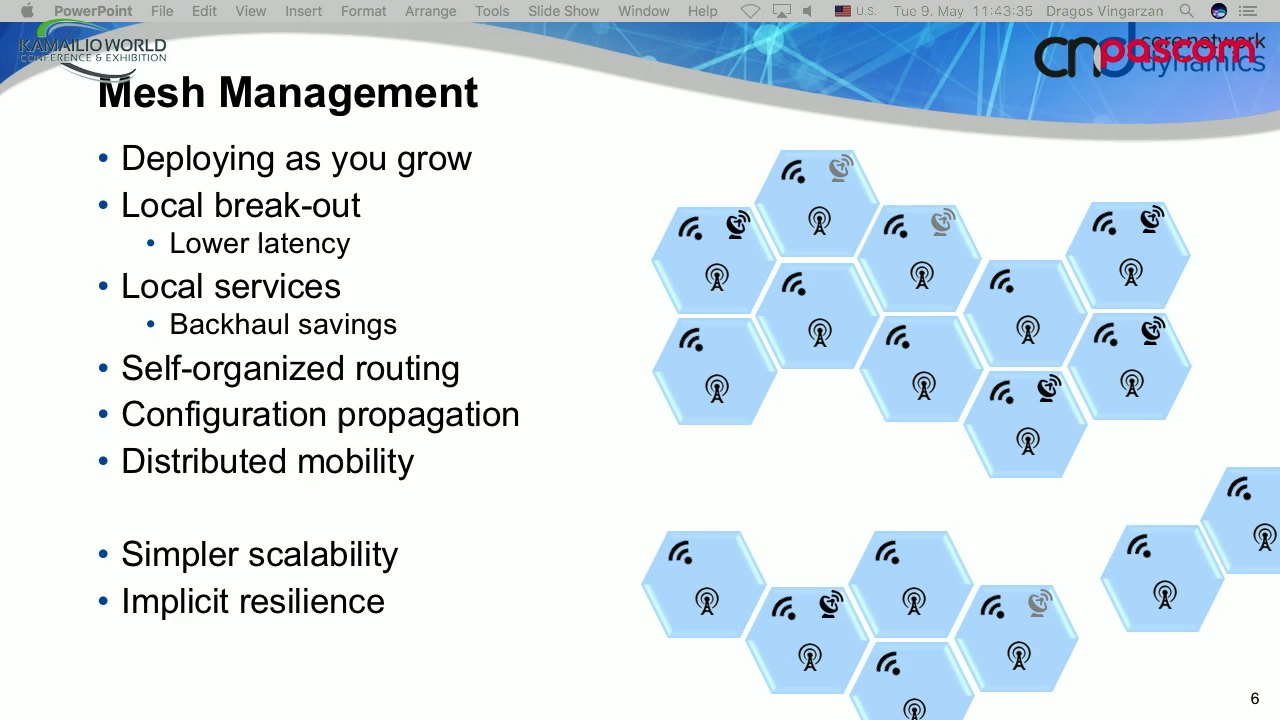 PowerPoint File Edit View Insert Format Arrange Tools Slide Show Window Help U.S. Tue 9. May 11:43:35 Dragos Vingarzan
KAMAILIO WORLD
CONFERENCE & EXHIBITION
cnd core network dynamics
pascom
Mesh Management
• Deploying as you grow
• Local break-out
• Lower latency
• Local services
• Backhaul savings
• Self-organized routing
• Configuration propagation
• Distributed mobility
• Simpler scalability
• Implicit resilience
6